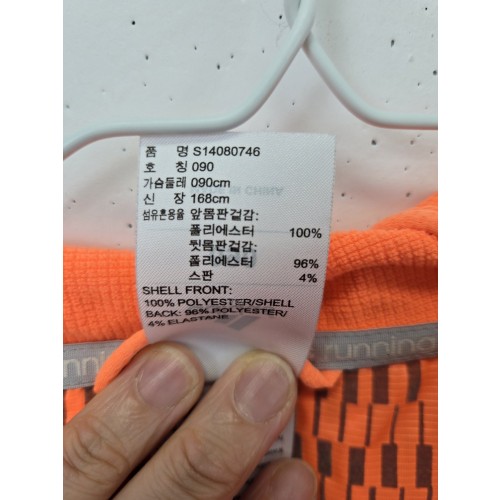 품 명 S14080746
호 칭 090
가슴둘레 090cm
신 장 168cm
섬유혼용율 앞몸판겉감:
폴리에스터 100%
뒷몸판겉감:
폴리에스터 96%
스판 4%
SHELL FRONT:
100% POLYESTER/SHELL
BACK: 96% POLYESTER/
4% ELASTANE
running